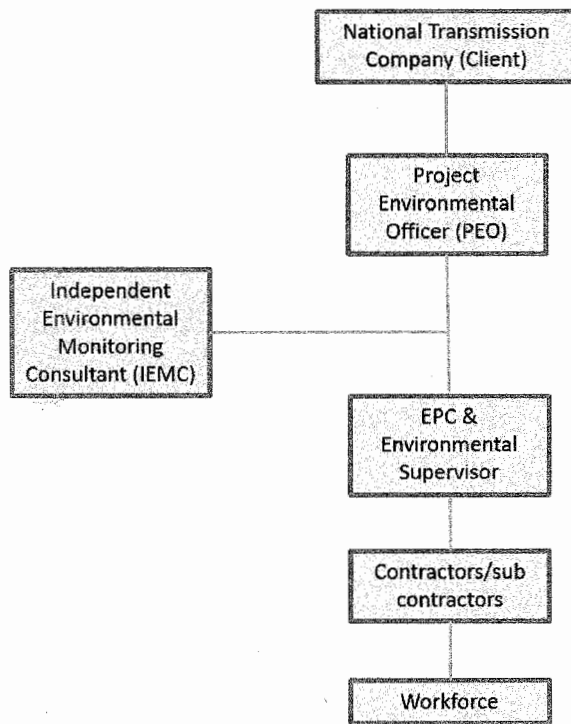 National Transmission
Company (Client)
Project
Environmental
Officer (PEO)
Independent
Environmental
Monitoring
Consultant (IEMC)
EPC &
Environmental
Supervisor
Contractors/sub
contractors
Workforce